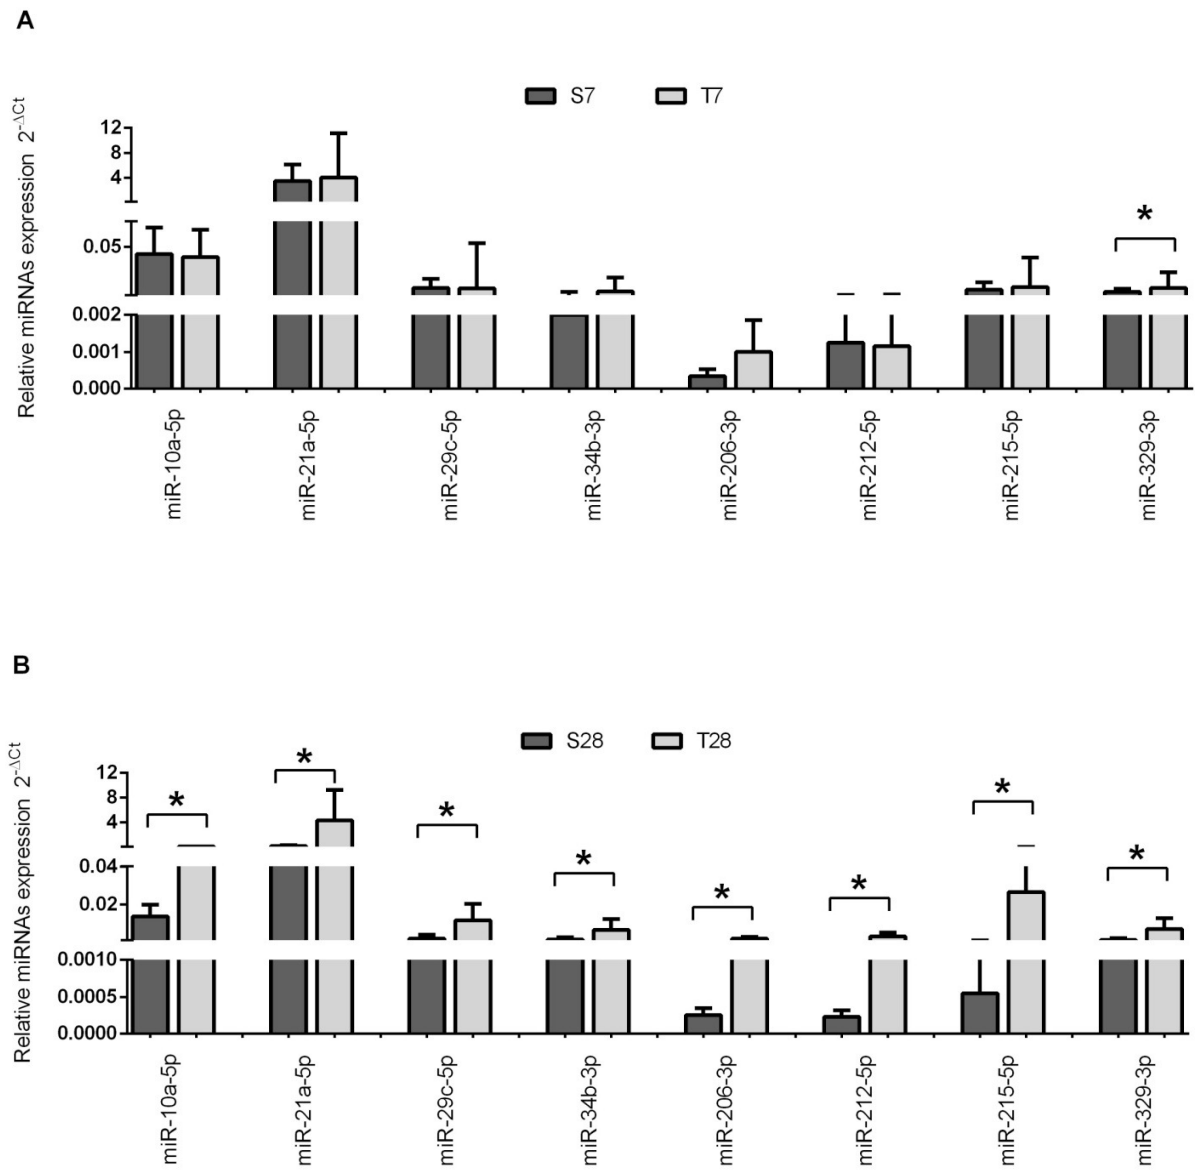 A
S7 T7
Relative miRNAs expression 2-ΔCt
12
8
4
0.05
0.002
0.001
0.000
*
miR-10a-5p
miR-21a-5p
miR-29c-5p
miR-34b-3p
miR-206-3p
miR-212-5p
miR-215-5p
miR-329-3p
B
S28 T28
Relative miRNAs expression 2-ΔCt
12
8
4
0.04
0.02
0.0010
0.0005
0.0000
* * * * * * * *
miR-10a-5p
miR-21a-5p
miR-29c-5p
miR-34b-3p
miR-206-3p
miR-212-5p
miR-215-5p
miR-329-3p